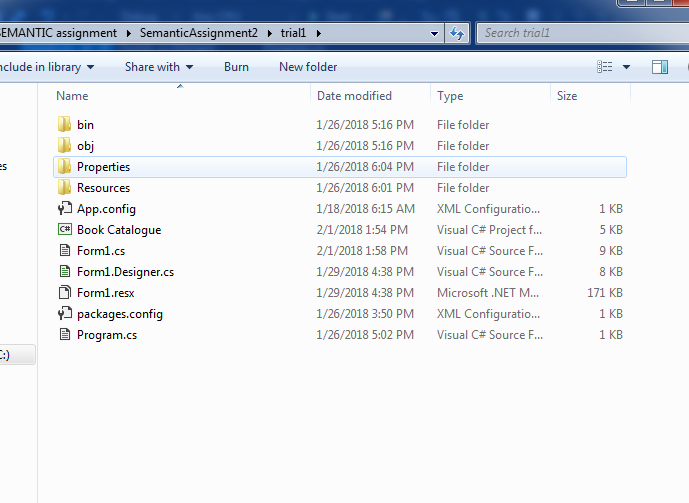 SEMANTIC assignment SemanticAssignment2 trial1 Search trial1
nclude in library Share with Burn New folder
Name Date modified Type Size
bin 1/26/2018 5:16 PM File folder
obj 1/26/2018 5:16 PM File folder
es Properties 1/26/2018 6:04 PM File folder
Resources 1/26/2018 6:01 PM File folder
App.config 1/18/2018 6:15 AM XML Configuratio... 1 KB
C# Book Catalogue 2/1/2018 1:54 PM Visual C# Project f... 5 KB
Form1.cs 2/1/2018 1:58 PM Visual C# Source F... 9 KB
Form1.Designer.cs 1/29/2018 4:38 PM Visual C# Source F... 8 KB
Form1.resx 1/29/2018 4:38 PM Microsoft .NET M... 171 KB
packages.config 1/26/2018 3:50 PM XML Configuratio... 1 KB
Program.cs 1/26/2018 5:02 PM Visual C# Source F... 1 KB
C:)